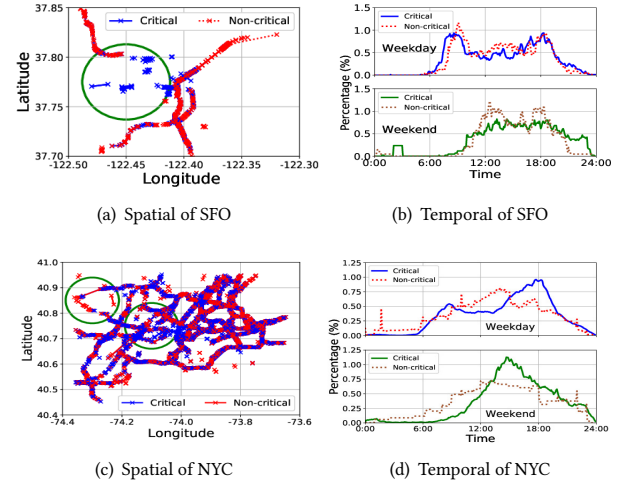 37.85
37.80
37.75
37.70
Latitude
Critical
Non-critical
-122.50
-122.45
-122.40
-122.35
-122.30
Longitude
(a) Spatial of SFO
1.5
1.0
0.5
0.0
Critical
Non-critical
Weekday
1.5
1.0
0.5
0.0
Critical
Non-critical
Weekend
Percentage (%)
0:00
6:00
12:00
18:00
24:00
Time
(b) Temporal of SFO
41.0
40.9
40.8
40.7
40.6
40.5
40.4
Latitude
Critical
Non-critical
-74.4
-74.2
-74.0
-73.8
-73.6
Longitude
(c) Spatial of NYC
1.25
1.00
0.75
0.50
0.25
0.00
Critical
Non-critical
Weekday
1.25
1.00
0.75
0.50
0.25
0.00
Critical
Non-critical
Weekend
Percentage (%)
0:00
6:00
12:00
18:00
24:00
Time
(d) Temporal of NYC